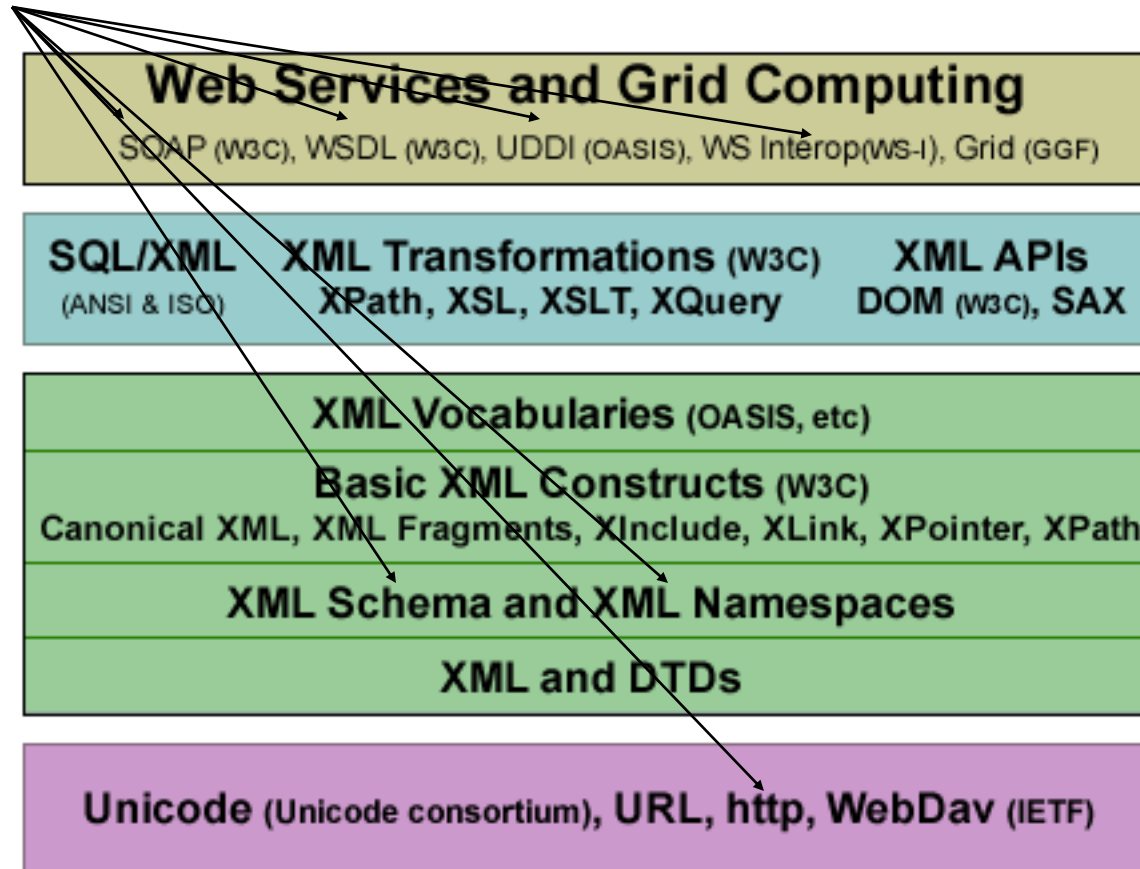 Web Services and Grid Computing
SOAP (W3C), WSDL (W3C), UDDI (OASIS), WS Interop(WS-I), Grid (GGF)
SQL/XML XML Transformations (W3C) XML APIs
(ANSI & ISO) XPath, XSL, XSLT, XQuery DOM (W3C), SAX
XML Vocabularies (OASIS, etc)
Basic XML Constructs (W3C)
Canonical XML, XML Fragments, XInclude, XLink, XPointer, XPath
XML Schema and XML Namespaces
XML and DTDs
Unicode (Unicode consortium), URL, http, WebDav (IETF)